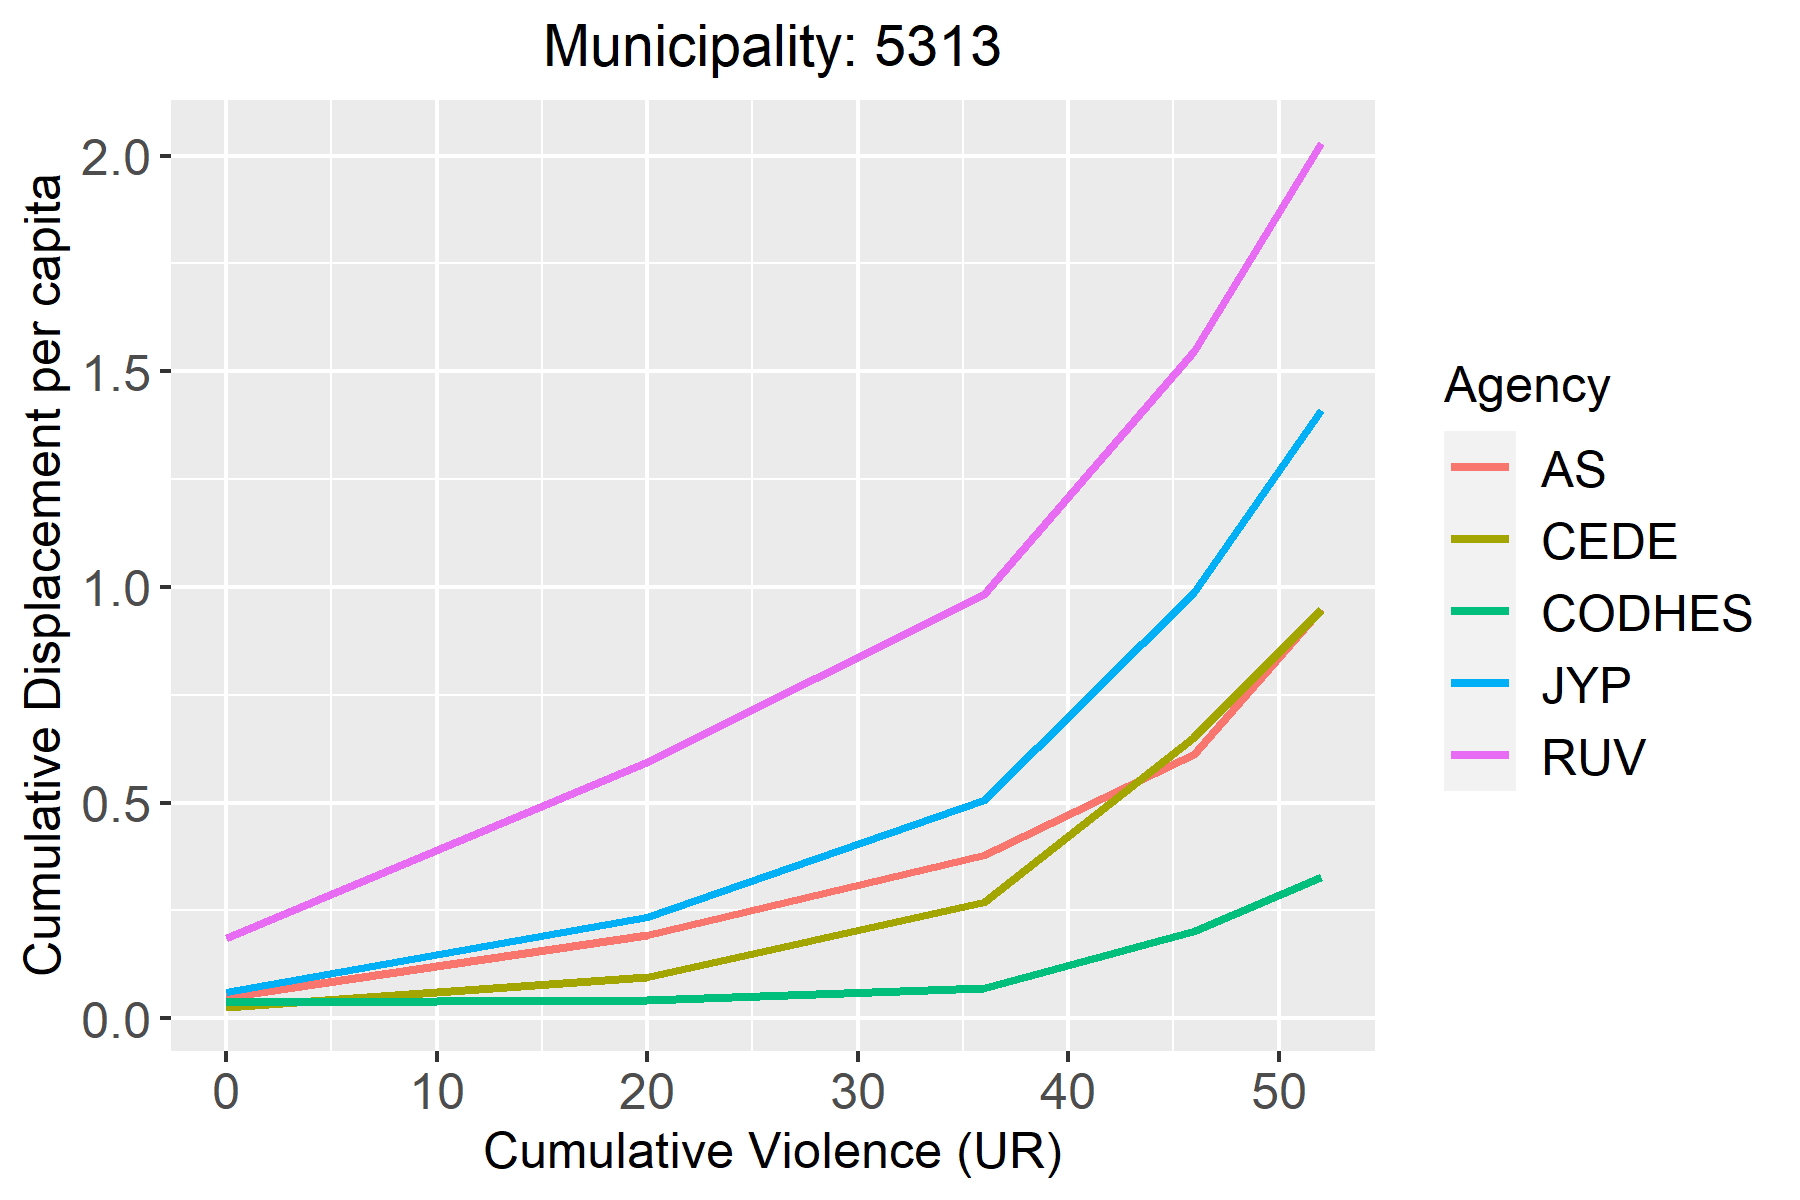 Municipality: 5313
Cumulative Displacement per capita
2.0
1.5
1.0
0.5
0.0
0 10 20 30 40 50
Cumulative Violence (UR)
Agency
AS
CEDE
CODHES
JYP
RUV